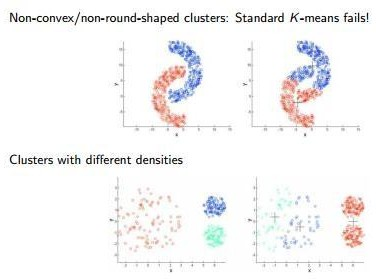 Non-convex/non-round-shaped clusters: Standard K-means fails!
Clusters with different densities